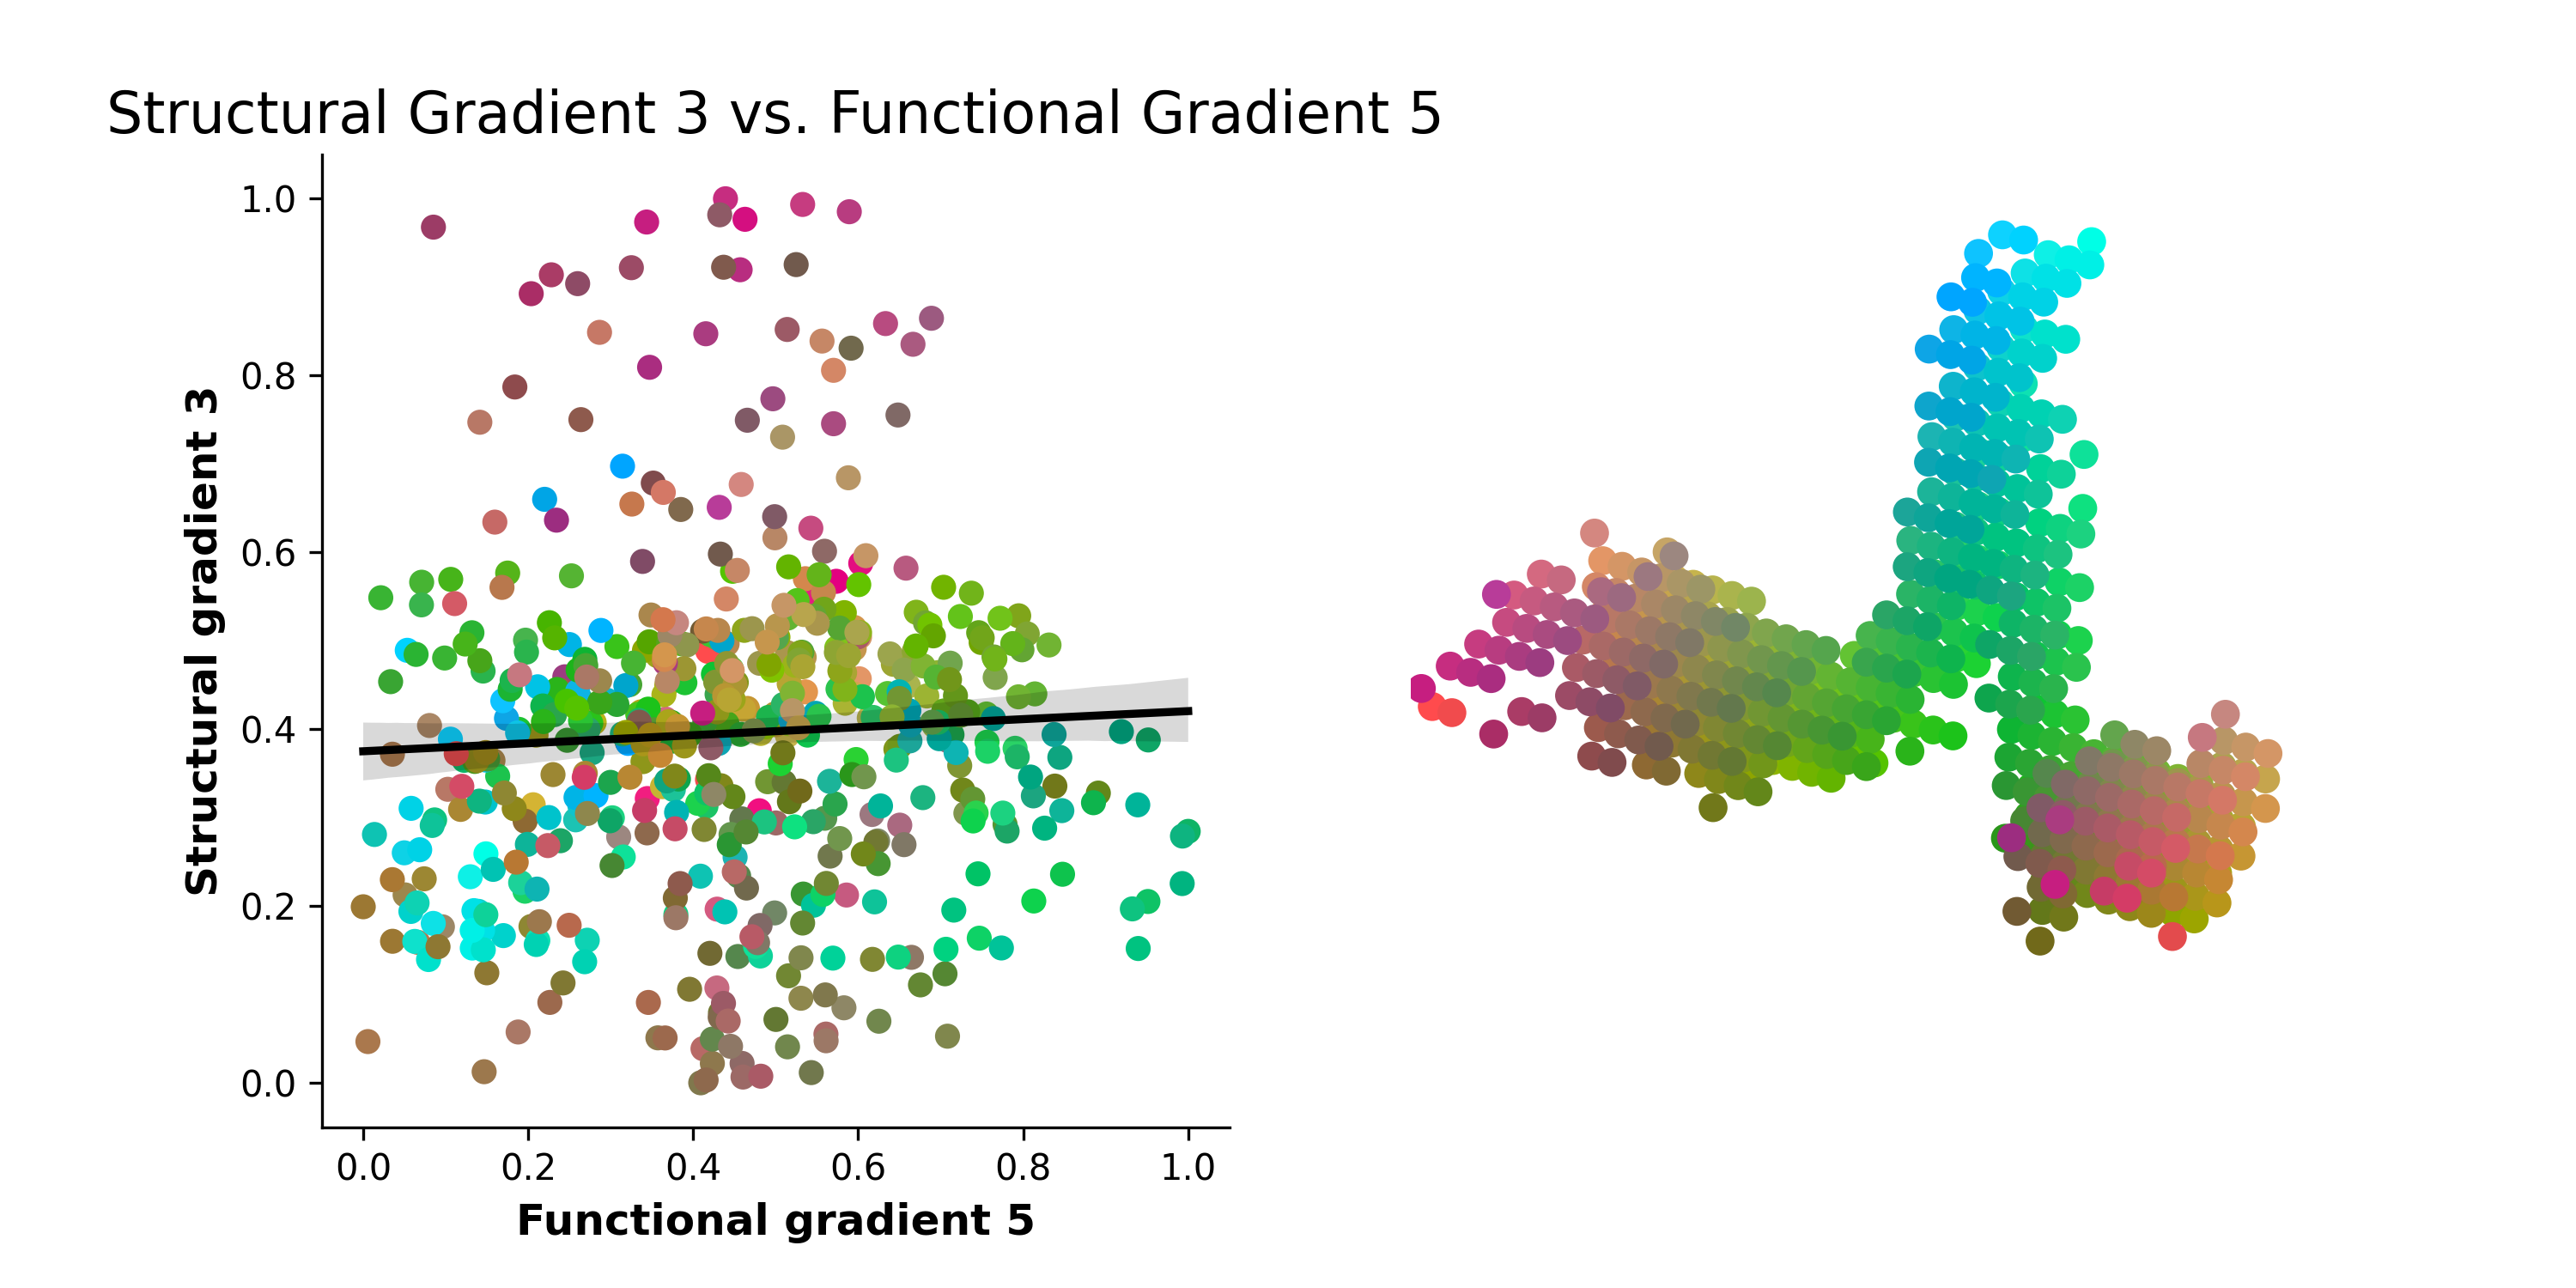 Structural Gradient 3 vs. Functional Gradient 5
Structural gradient 3
1.0
0.8
0.6
0.4
0.2
0.0
0.0 0.2 0.4 0.6 0.8 1.0
Functional gradient 5